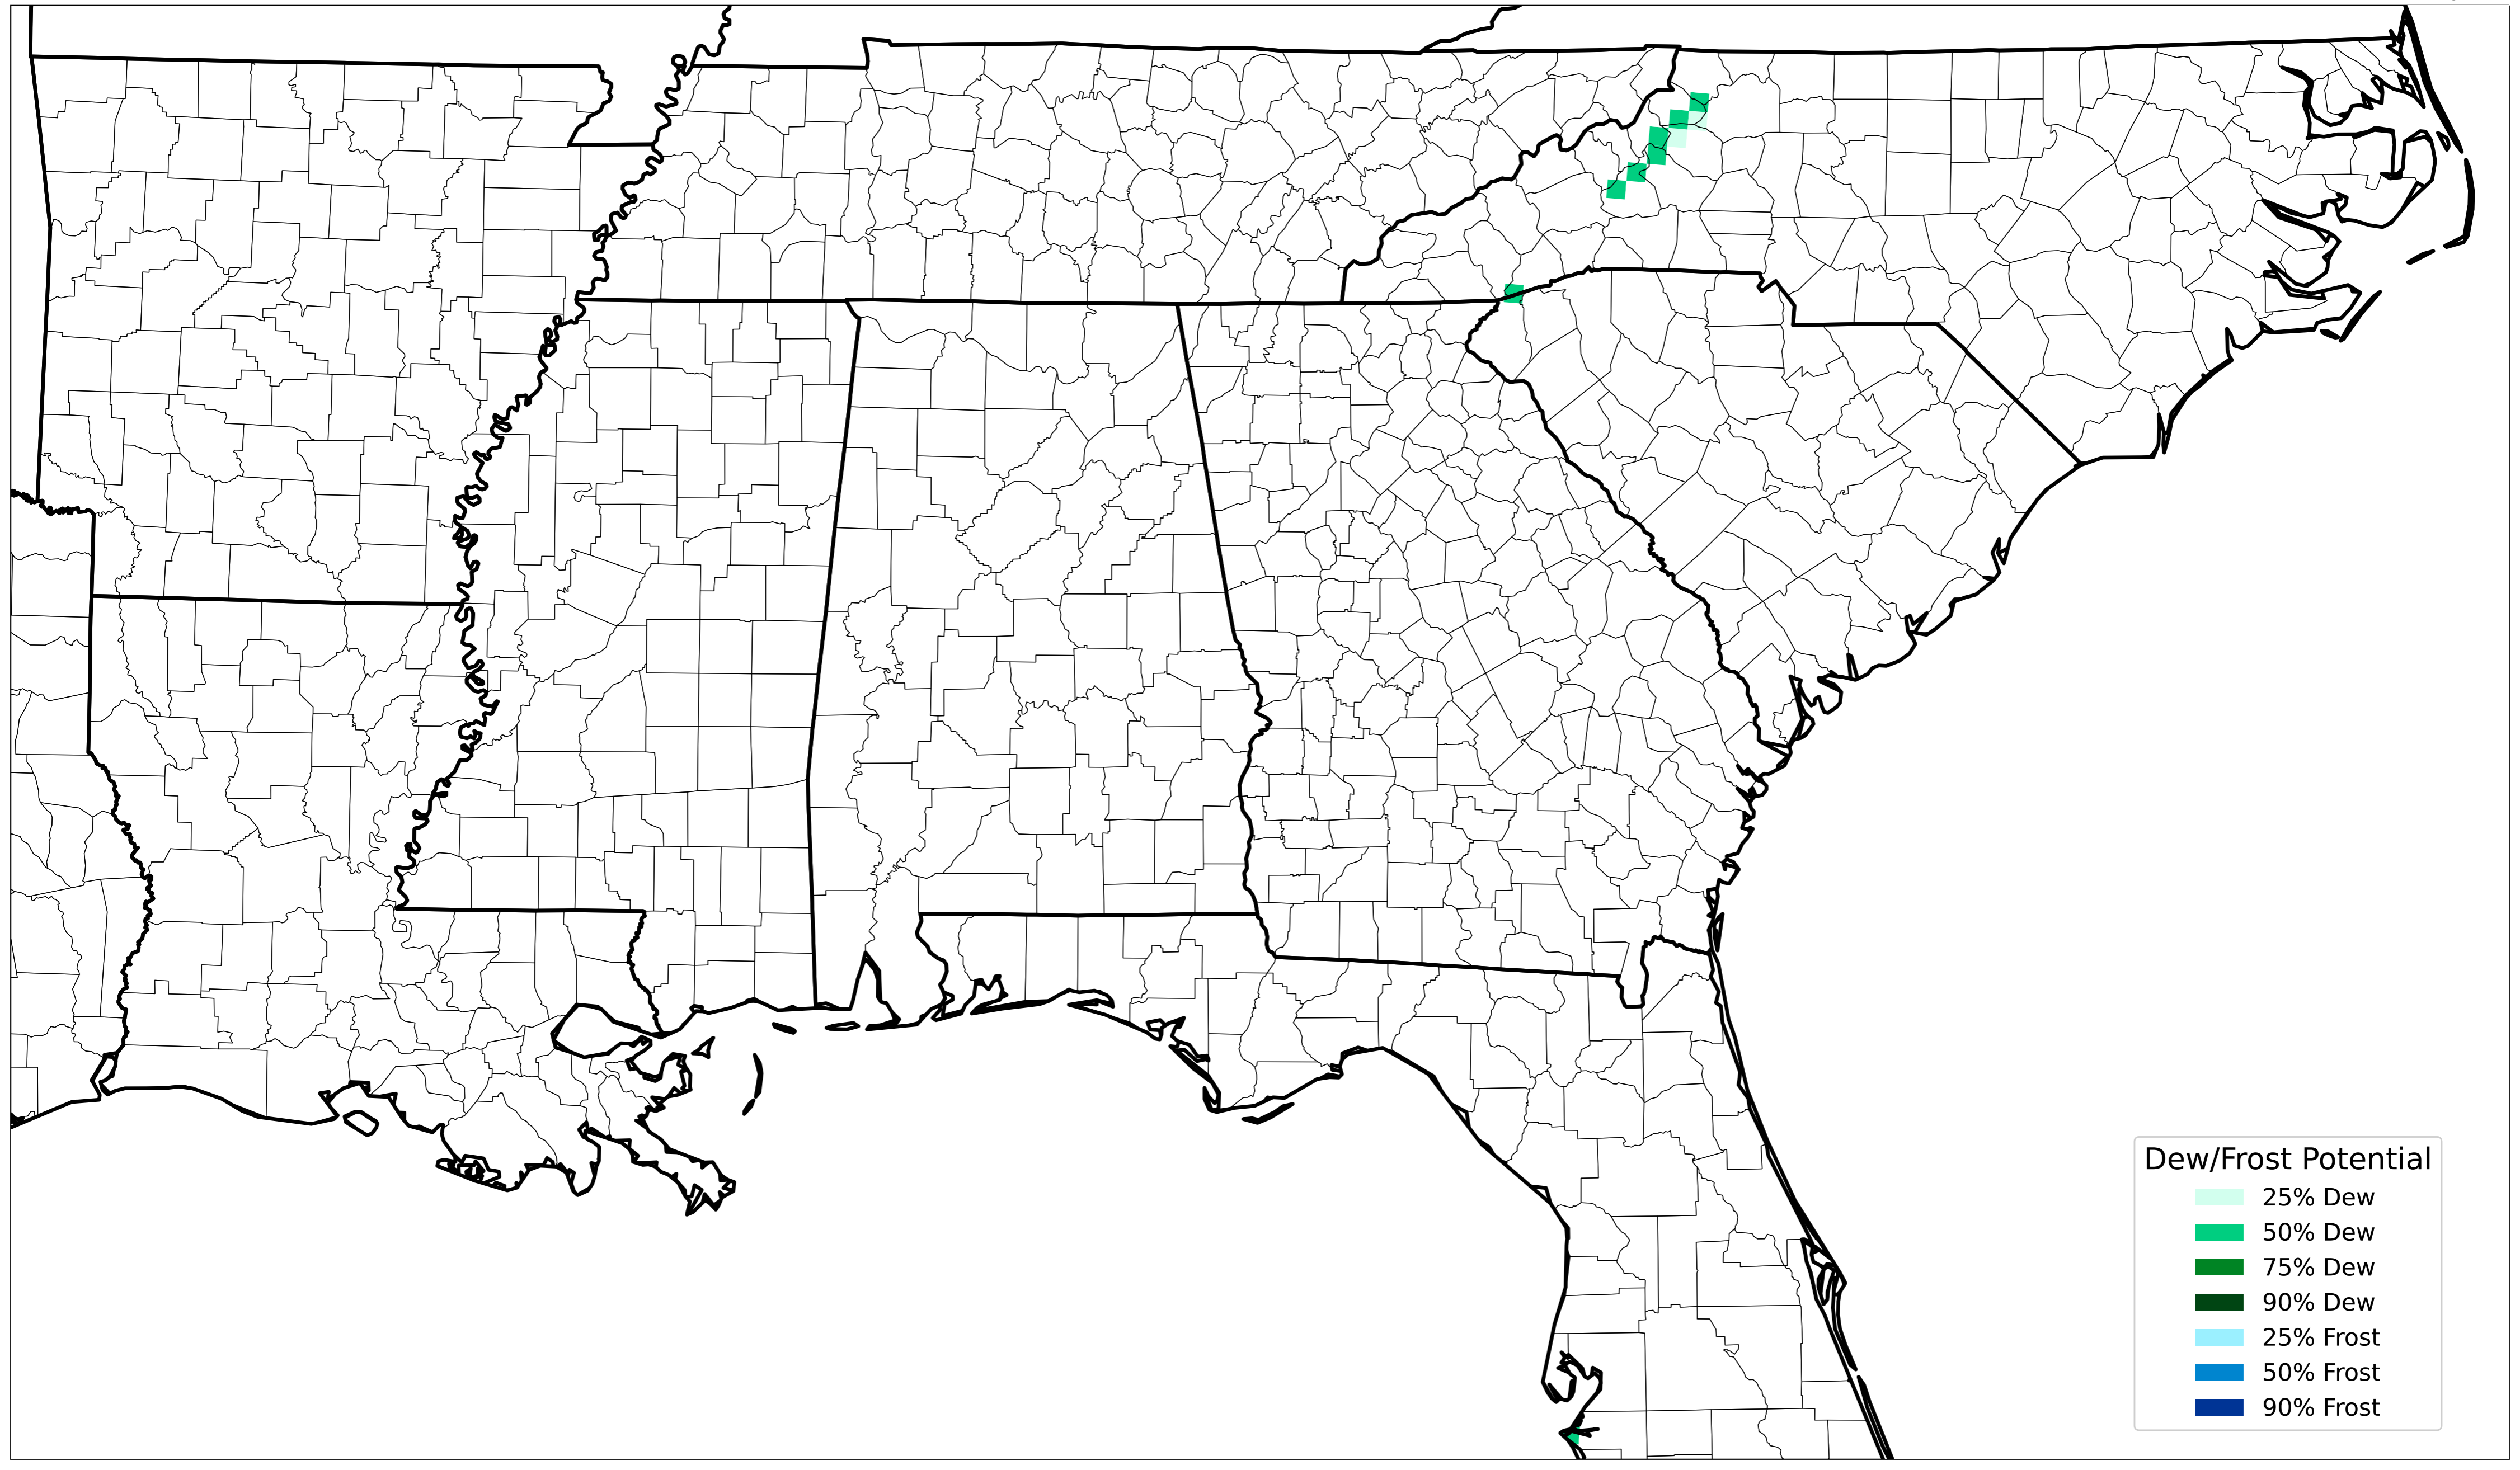 Dew/Frost Potential
25% Dew
50% Dew
75% Dew
90% Dew
25% Frost
50% Frost
90% Frost